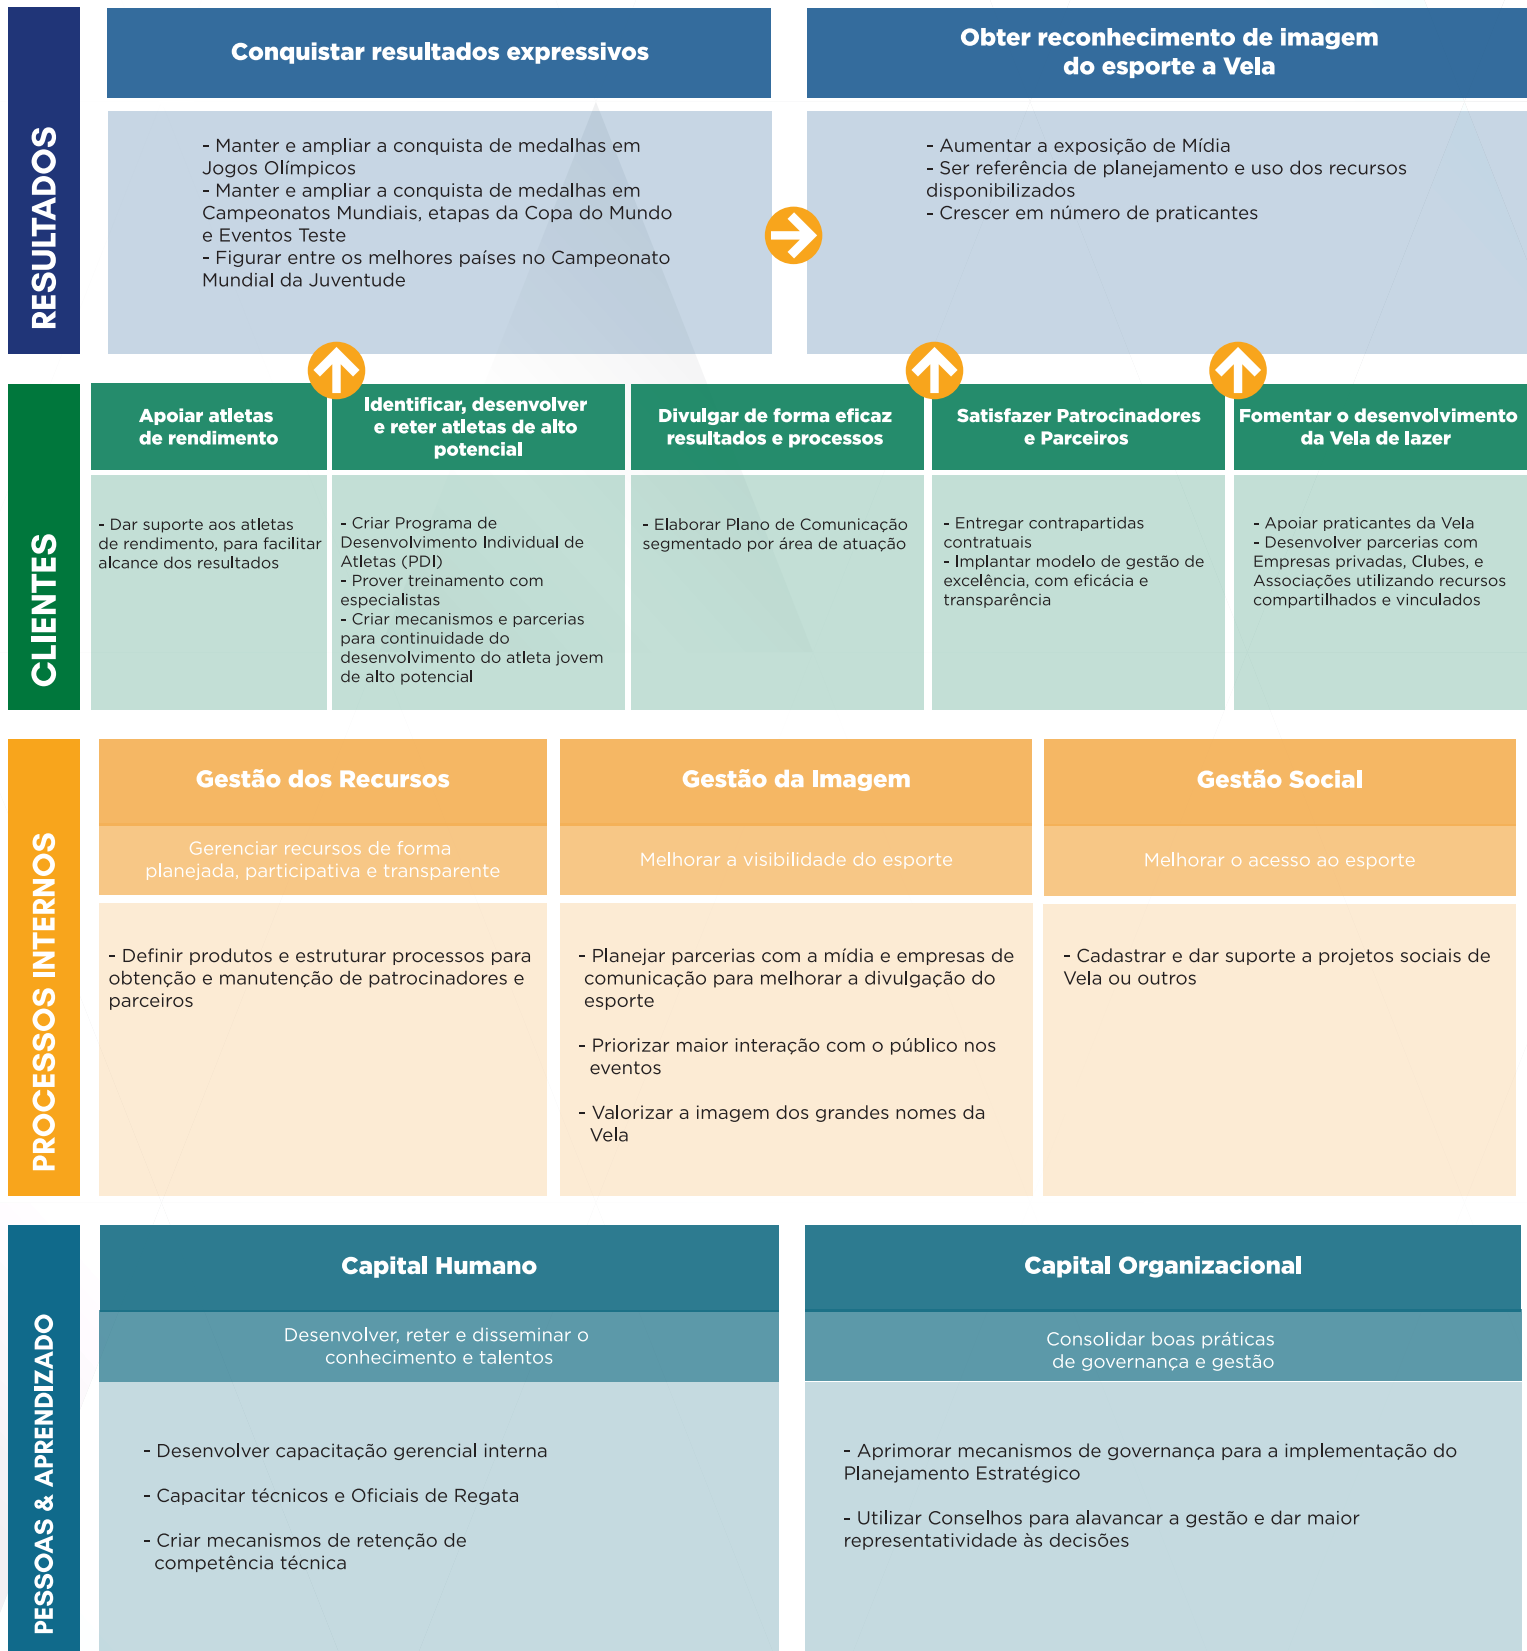 RESULTADOS
Conquistar resultados expressivos
- Manter e ampliar a conquista de medalhas em
Jogos Olímpicos
- Manter e ampliar a conquista de medalhas em
Campeonatos Mundiais, etapas da Copa do Mundo
e Eventos Teste
- Figurar entre os melhores países no Campeonato
Mundial da Juventude
Obter reconhecimento de imagem
do esporte a Vela
- Aumentar a exposição de Mídia
- Ser referência de planejamento e uso dos recursos
disponibilizados
- Crescer em número de praticantes
CLIENTES
Apoiar atletas
de rendimento
- Dar suporte aos atletas
de rendimento, para facilitar
alcance dos resultados
Identificar, desenvolver
e reter atletas de alto
potencial
- Criar Programa de
Desenvolvimento Individual de
Atletas (PDI)
- Prover treinamento com
especialistas
- Criar mecanismos e parcerias
para continuidade do
desenvolvimento do atleta jovem
de alto potencial
Divulgar de forma eficaz
resultados e processos
- Elaborar Plano de Comunicação
segmentado por área de atuação
Satisfazer Patrocinadores
e Parceiros
- Entregar contrapartidas
contratuais
- Implantar modelo de gestão de
excelência, com eficácia e
transparência
Fomentar o desenvolvimento
da Vela de lazer
- Apoiar praticantes da Vela
- Desenvolver parcerias com
Empresas privadas, Clubes, e
Associações utilizando recursos
compartilhados e vinculados
PROCESSOS INTERNOS
Gestão dos Recursos
Gerenciar recursos de forma
planejada, participativa e transparente
- Definir produtos e estruturar processos para
obtenção e manutenção de patrocinadores e
parceiros
Gestão da Imagem
Melhorar a visibilidade do esporte
- Planejar parcerias com a mídia e empresas de
comunicação para melhorar a divulgação do
esporte
- Priorizar maior interação com o público nos
eventos
- Valorizar a imagem dos grandes nomes da
Vela
Gestão Social
Melhorar o acesso ao esporte
- Cadastrar e dar suporte a projetos sociais de
Vela ou outros
PESSOAS & APRENDIZADO
Capital Humano
Desenvolver, reter e disseminar o
conhecimento e talentos
- Desenvolver capacitação gerencial interna
- Capacitar técnicos e Oficiais de Regata
- Criar mecanismos de retenção de
competência técnica
Capital Organizacional
Consolidar boas práticas
de governança e gestão
- Aprimorar mecanismos de governança para a implementação do
Planejamento Estratégico
- Utilizar Conselhos para alavancar a gestão e dar maior
representatividade às decisões